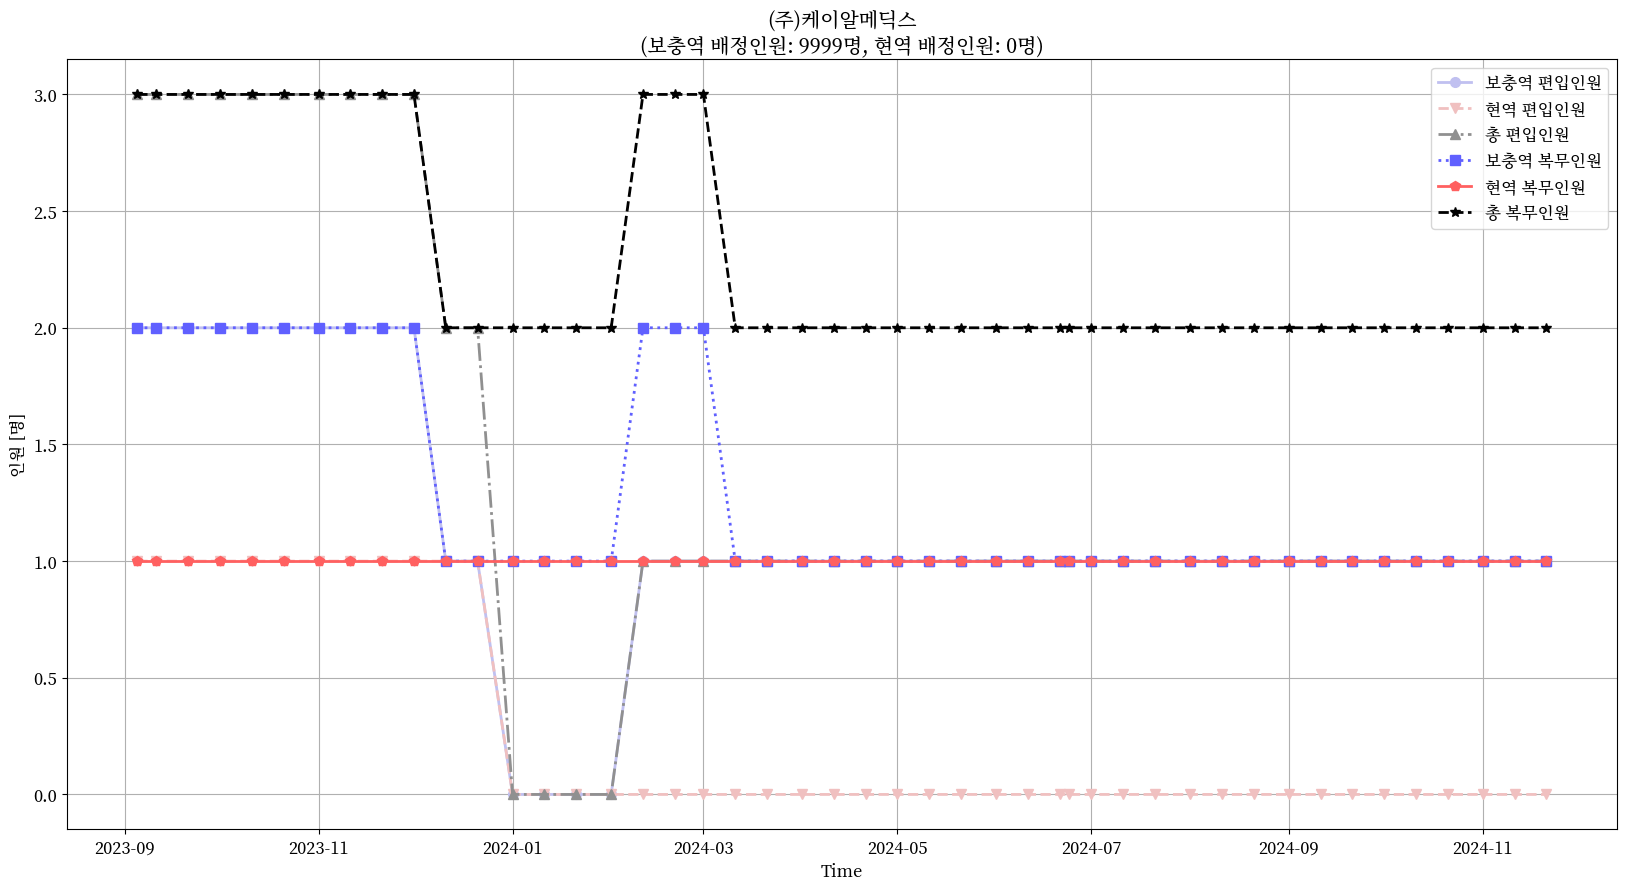 (주)케이알메딕스
(보충역 배정인원: 9999명, 현역 배정인원: 0명)
보충역 편입인원
현역 편입인원
총 편입인원
보충역 복무인원
현역 복무인원
총 복무인원
인원 [명]
3.0
2.5
2.0
1.5
1.0
0.5
0.0
2023-09
2023-11
2024-01
2024-03
2024-05
2024-07
2024-09
2024-11
Time